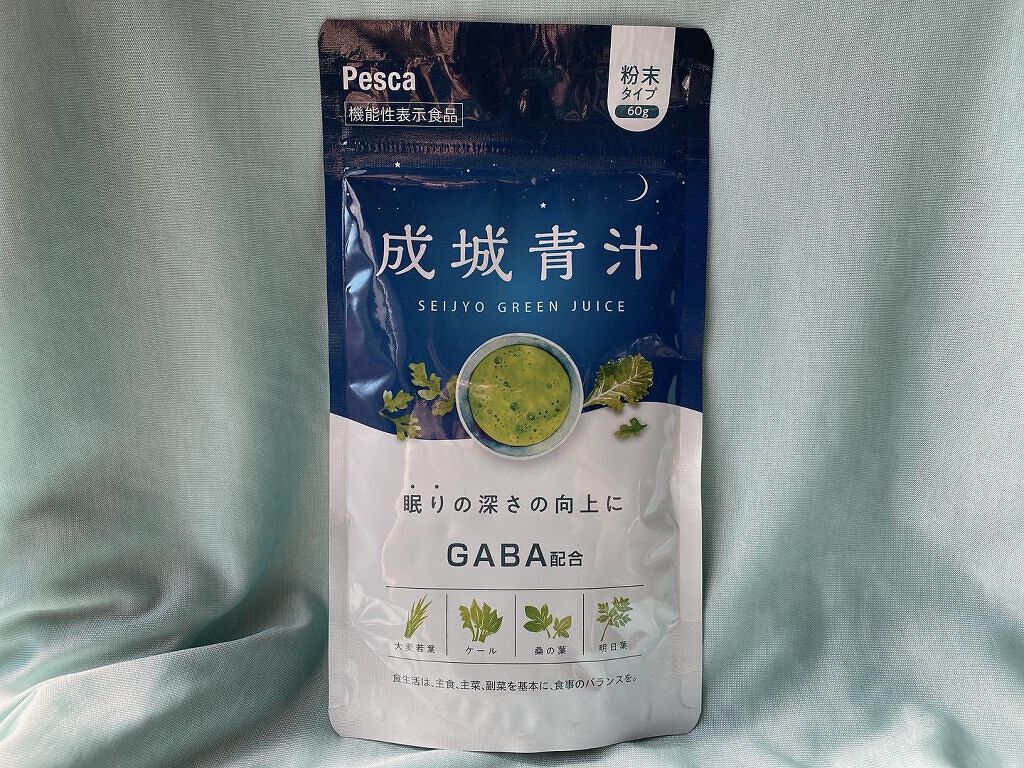 Pesca
機能性表示食品
粉末
タイプ
60g
成城青汁
SEIJYO GREEN JUICE
眠りの深さの向上に
GABA配合
大麦若葉
ケール
桑の葉
明日葉
食生活は、主食、主菜、副菜を基本に、食事のバランスを。